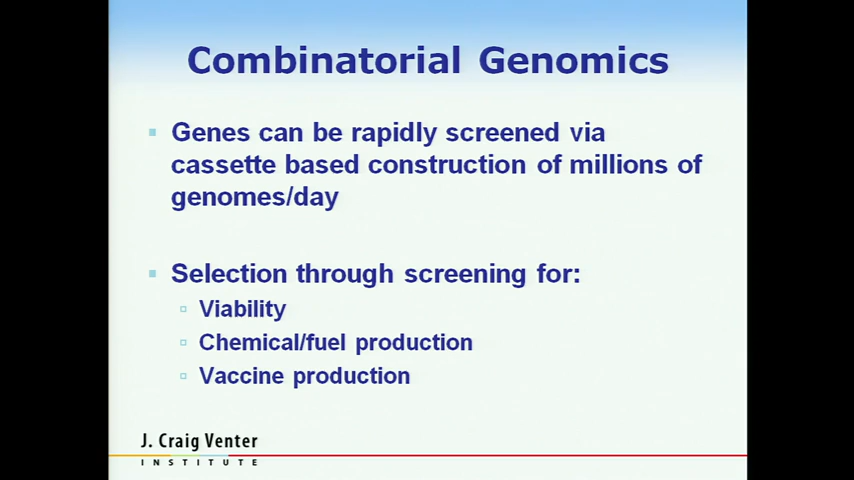 Combinatorial Genomics
Genes can be rapidly screened via
cassette based construction of millions of
genomes/day
Selection through screening for:
Viability
Chemical/fuel production
Vaccine production
J. Craig Venter
INSTITUTE